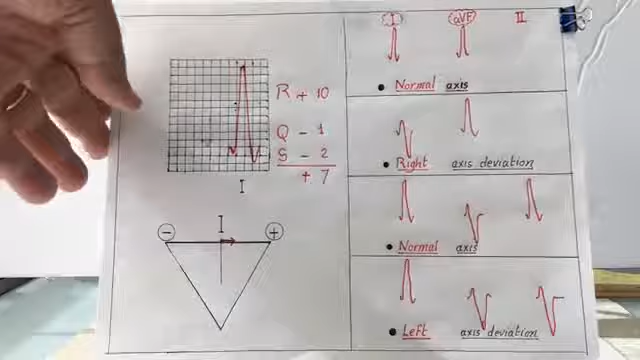 R + 10
Q - 1
S - 2
+ 7
I
I
- +
I aVF II
Normal axis
Right axis deviation
Normal axis
Left axis deviation